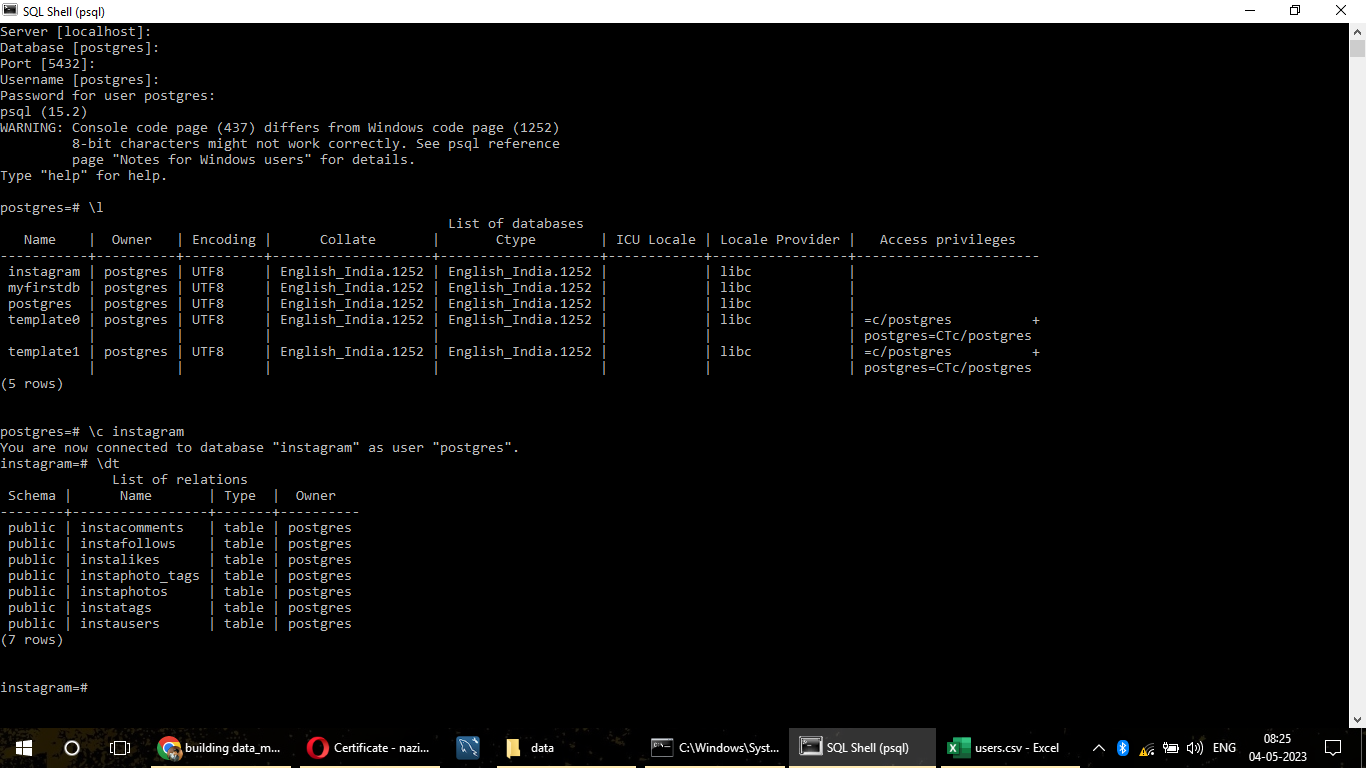 SQL Shell (psql)
Server [localhost]:
Database [postgres]:
Port [5432]:
Username [postgres]:
Password for user postgres:
psql (15.2)
WARNING: Console code page (437) differs from Windows code page (1252)
         8-bit characters might not work correctly. See psql reference
         page "Notes for Windows users" for details.
Type "help" for help.
postgres=# \l
                                                        List of databases
   Name    |  Owner   | Encoding |      Collate       |       Ctype        | ICU Locale | Locale Provider |   Access privileges
-----------+----------+----------+--------------------+--------------------+------------+-----------------+-----------------------
 instagram | postgres | UTF8     | English_India.1252 | English_India.1252 |            | libc            |
 myfirstdb | postgres | UTF8     | English_India.1252 | English_India.1252 |            | libc            |
 postgres  | postgres | UTF8     | English_India.1252 | English_India.1252 |            | libc            |
 template0 | postgres | UTF8     | English_India.1252 | English_India.1252 |            | libc            | =c/postgres          +
           |          |          |                    |                    |            |                 | postgres=CTc/postgres
 template1 | postgres | UTF8     | English_India.1252 | English_India.1252 |            | libc            | =c/postgres          +
           |          |          |                    |                    |            |                 | postgres=CTc/postgres
(5 rows)
postgres=# \c instagram
You are now connected to database "instagram" as user "postgres".
instagram=# \dt
              List of relations
 Schema |      Name       | Type  |  Owner
--------+-----------------+-------+----------
 public | instacomments   | table | postgres
 public | instafollows    | table | postgres
 public | instalikes      | table | postgres
 public | instaphoto_tags | table | postgres
 public | instaphotos     | table | postgres
 public | instatags       | table | postgres
 public | instausers      | table | postgres
(7 rows)
instagram=#
building data_m... Certificate - nazi... data C:\Windows\Syst... SQL Shell (psql) users.csv - Excel ENG 08:25
04-05-2023